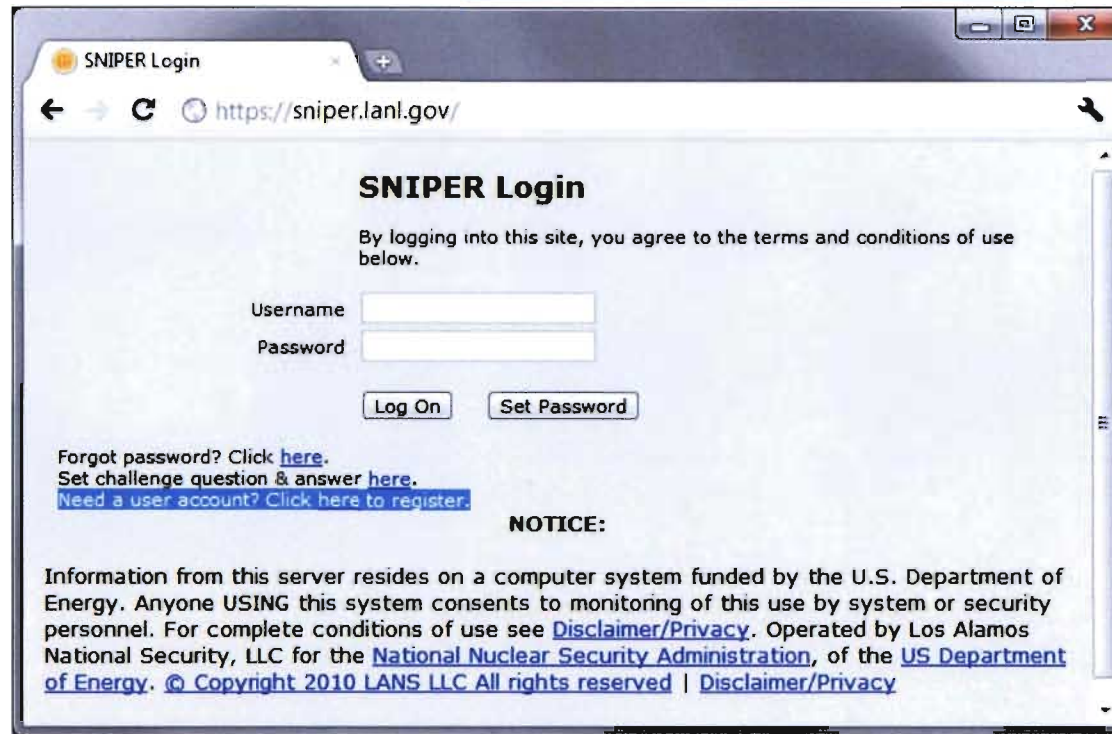 SNIPER Login
https://sniper.lanl.gov/
SNIPER Login
By logging into this site, you agree to the terms and conditions of use
below.
Username
Password
Log On Set Password
Forgot password? Click here.
Set challenge question & answer here.
Need a user account? Click here to register.
NOTICE:
Information from this server resides on a computer system funded by the U.S. Department of
Energy. Anyone USING this system consents to monitoring of this use by system or security
personnel. For complete conditions of use see Disclaimer/Privacy. Operated by Los Alamos
National Security, LLC for the National Nuclear Security Administration, of the US Department
of Energy. © Copyright 2010 LANS LLC All rights reserved | Disclaimer/Privacy